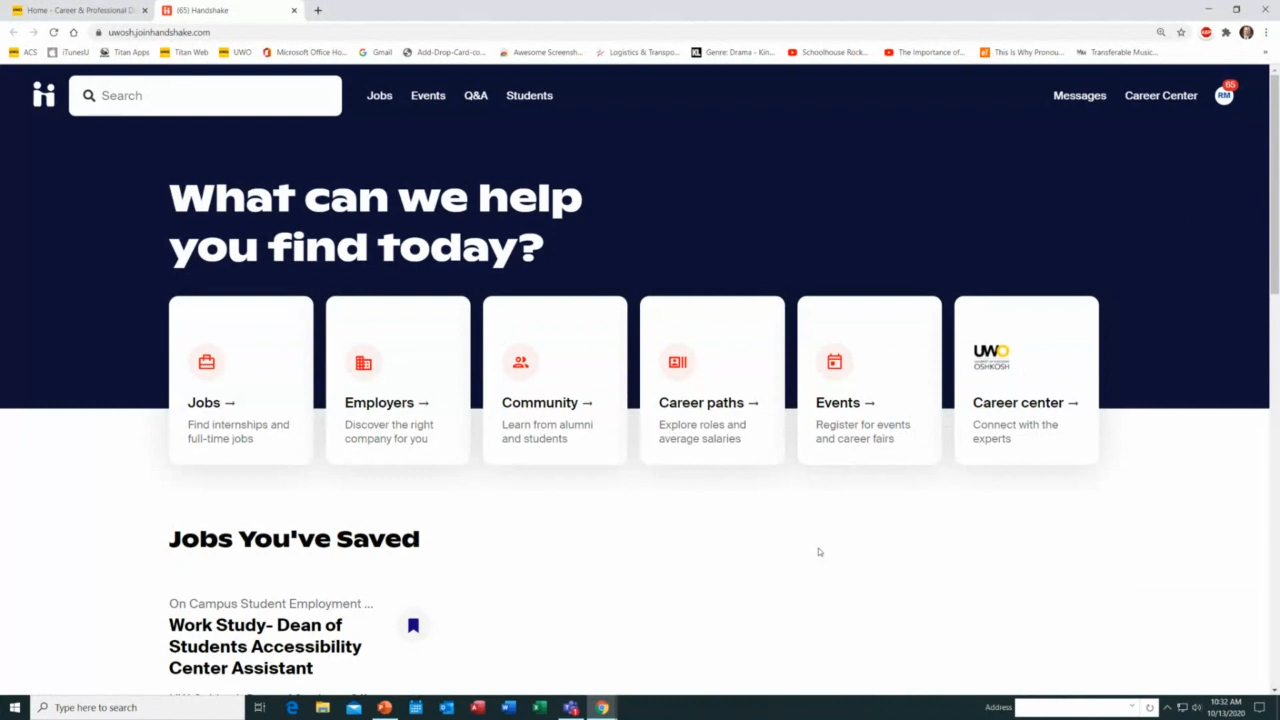 Home - Career & Professional D
(65) Handshake
uwosh.joinhandshake.com
ACS
iTunesU
Titan Apps
Titan Web
UWO
Microsoft Office Ho...
Gmail
Add-Drop-Card-co...
Awesome Screensh...
Logistics & Transpo...
Genre: Drama - Kin...
Schoolhouse Rock...
The Importance of...
This Is Why Pronou...
Transferable Music...
Search
Jobs
Events
Q&A
Students
Messages
Career Center
65
RM
What can we help
you find today?
Jobs →
Find internships and
full-time jobs
Employers →
Discover the right
company for you
Community →
Learn from alumni
and students
Career paths →
Explore roles and
average salaries
Events →
Register for events
and career fairs
UWO
OSHKOSH
Career center →
Connect with the
experts
Jobs You've Saved
On Campus Student Employment ...
Work Study- Dean of
Students Accessibility
Center Assistant
Type here to search
Address
10:32 AM
10/13/2020